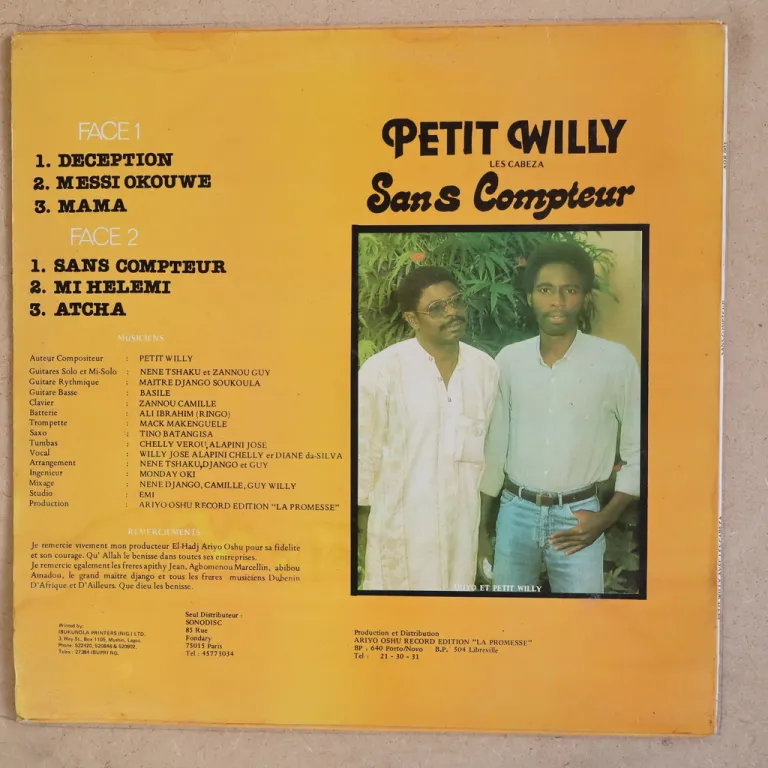 FACE 1
1. DECEPTION
2. MESSI OKOUWE
3. MAMA
FACE 2
1. SANS COMPTEUR
2. MI HELEMI
3. ATCHA
PETIT WILLY
LES CABEZA
Sans Compteur
MUSICIENS
Auteur Compositeur : PETIT WILLY
Guitares Solo et Mi-Solo : NENE TSHAKU et ZANNOU GUY
Guitare Rythmique : MAITRE DJANGO SOUKOULA
Guitare Basse : BASILE
Clavier : ZANNOU CAMILLE
Batterie : ALI IBRAHIM (RINGO)
Trompette : MACK MAKENGUELE
Saxo : TINO BATANGISA
Tumbas : CHELLY VEROU, ALAPINI JOSE
Vocal : WILLY JOSE ALAPINI CHELLY er DIANE da-SILVA
Arrangement : NENE TSHAKU, DJANGO et GUY
Ingenieur : MONDAY OKI
Mixage : NENE DJANGO, CAMILLE, GUY WILLY
Studio : EMI
Production : ARIYO OSHU RECORD EDITION "LA PROMESSE"
REMERCIEMENTS
Je remercie vivement mon producteur El-Hadj Ariyo Oshu pour sa fidelite
et son courage. Qu' Allah le benisse dans toutes ses entreprises.
Je remercie egalement les freres apithy Jean, Agbomenou Marcellin, abibou
Amadou, le grand maitre django et tous les freres musiciens Dubenin
D'Afrique et D'Ailleurs. Que dieu les benisse.
ARIYO ET PETIT WILLY
Printed by:
IBUKUNOLA PRINTERS (NIG.) LTD.
Seul Distributeur :
SONODISC
85 Rue
Fondary
75015 Paris
Tel : 45773034
Production et Distribution
ARIYO OSHU RECORD EDITION "LA PROMESSE"
BP : 640 Porto/Novo B.P. 504 Libreville
Tel : 21 - 30 - 31